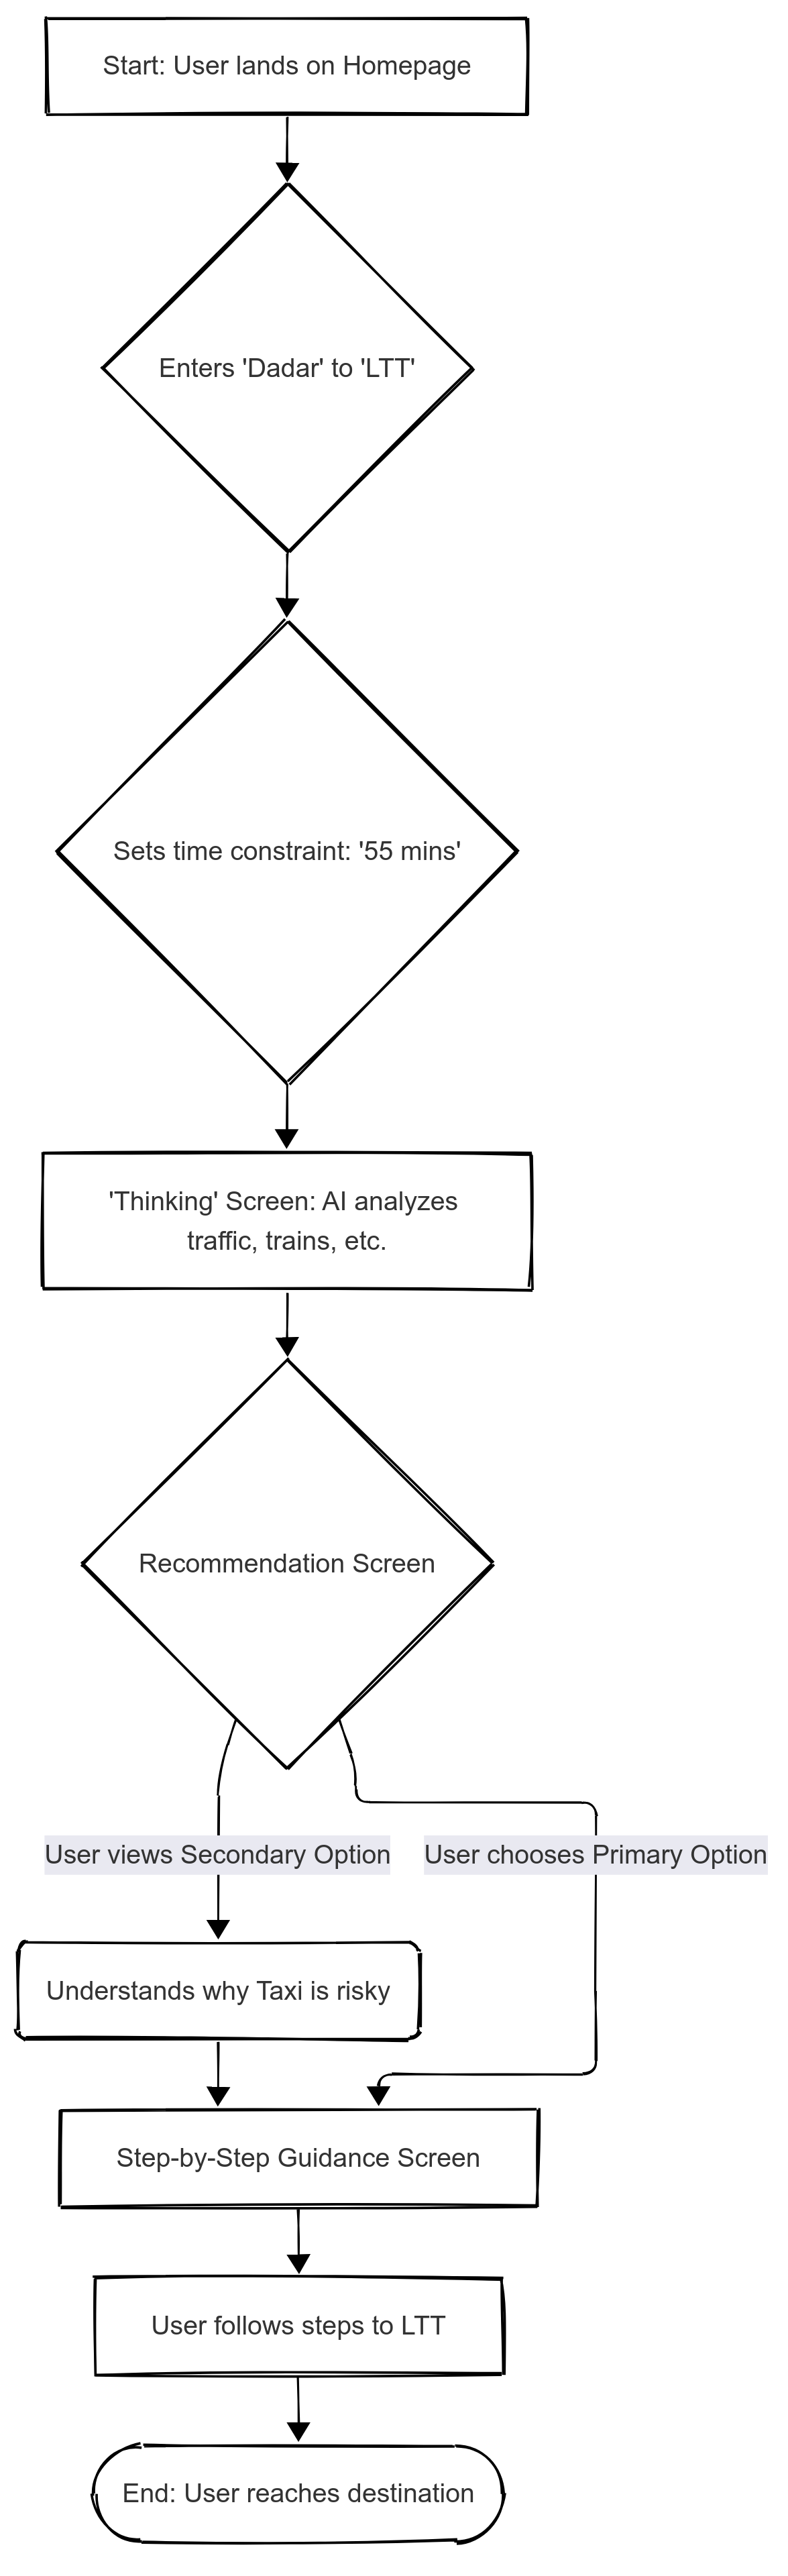 Start: User lands on Homepage
Enters 'Dadar' to 'LTT'
Sets time constraint: '55 mins'
'Thinking' Screen: AI analyzes
traffic, trains, etc.
Recommendation Screen
User views Secondary Option
User chooses Primary Option
Understands why Taxi is risky
Step-by-Step Guidance Screen
User follows steps to LTT
End: User reaches destination